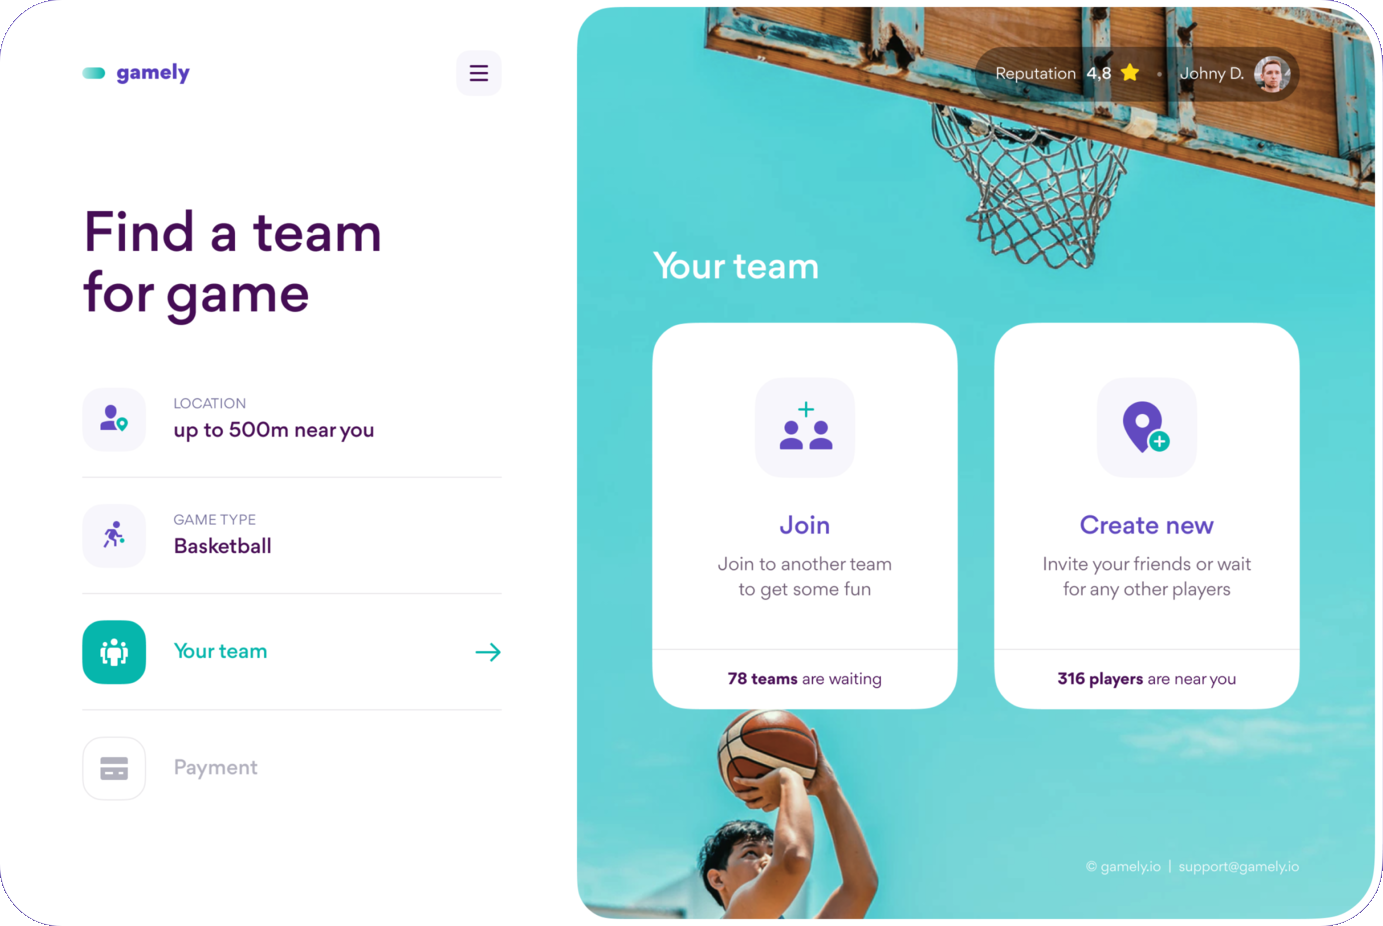 gamely
Find a team
for game
LOCATION
up to 500m near you
GAME TYPE
Basketball
Your team
Payment
Reputation 4,8 • Johny D.
Your team
Join
Join to another team
to get some fun
78 teams are waiting
Create new
Invite your friends or wait
for any other players
316 players are near you
© gamely.io | support@gamely.io